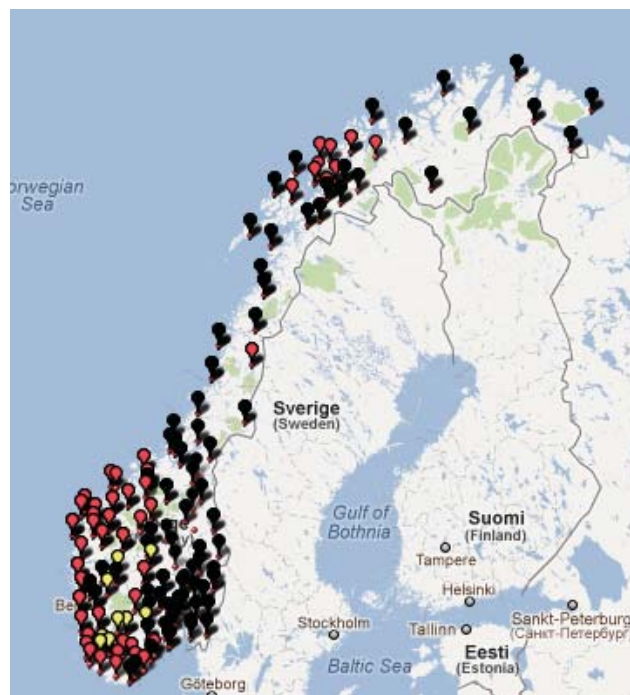 orwegian
Sea
Sverige
(Sweden)
Gulf of
Bothnia
Suomi
(Finland)
Tampere
Helsinki
Sankt-Peterburg
(Санкт-Петербург)
Stockholm
Tallinn
Eesti
(Estonia)
Baltic Sea
Göteborg